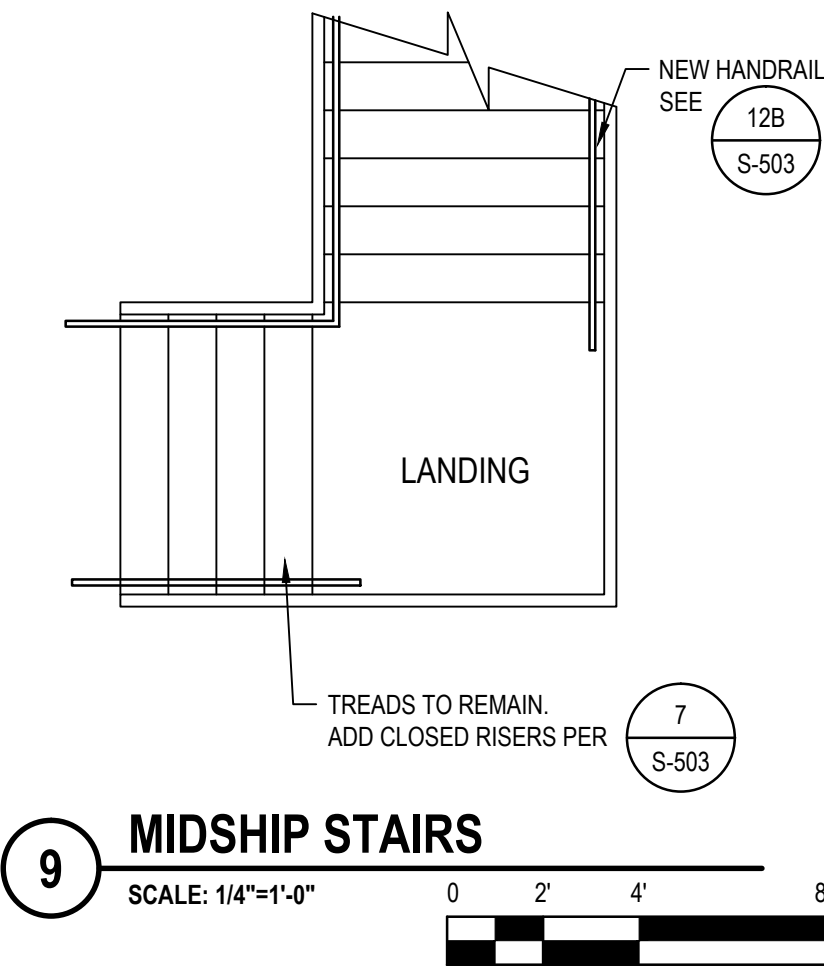 NEW HANDRAIL
SEE
12B
S-503
LANDING
TREADS TO REMAIN.
ADD CLOSED RISERS PER
7
S-503
9
MIDSHIP STAIRS
SCALE: 1/4"=1'-0"
0 2' 4' 8